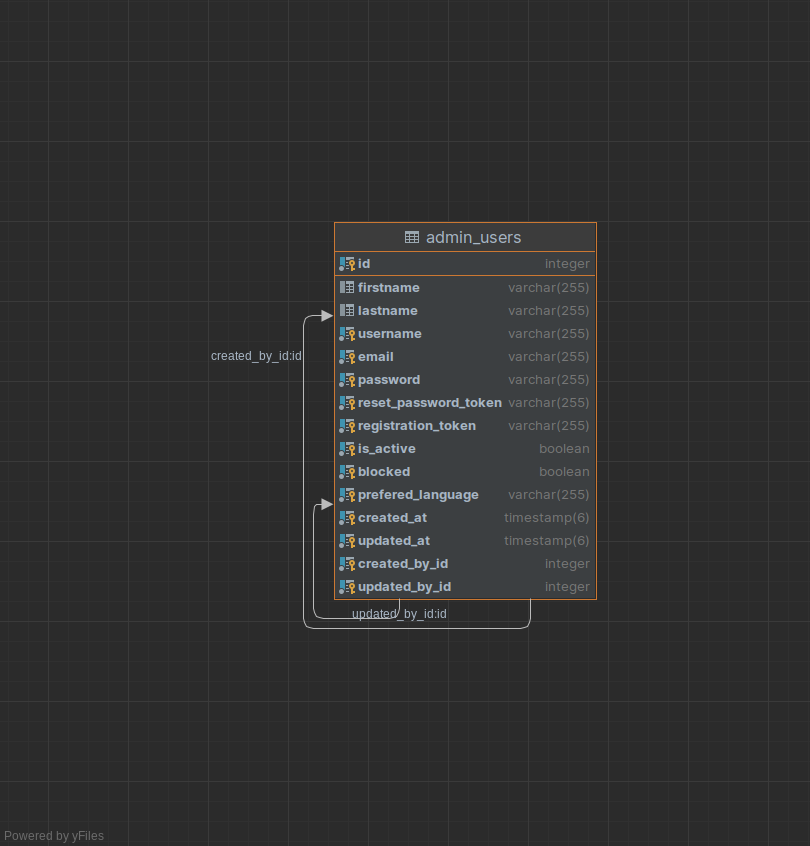 admin_users
id integer
firstname varchar(255)
lastname varchar(255)
username varchar(255)
created_by_id:id
email varchar(255)
password varchar(255)
reset_password_token varchar(255)
registration_token varchar(255)
is_active boolean
blocked boolean
prefered_language varchar(255)
created_at timestamp(6)
updated_at timestamp(6)
created_by_id integer
updated_by_id integer
updated_by_id:id
Powered by yFiles